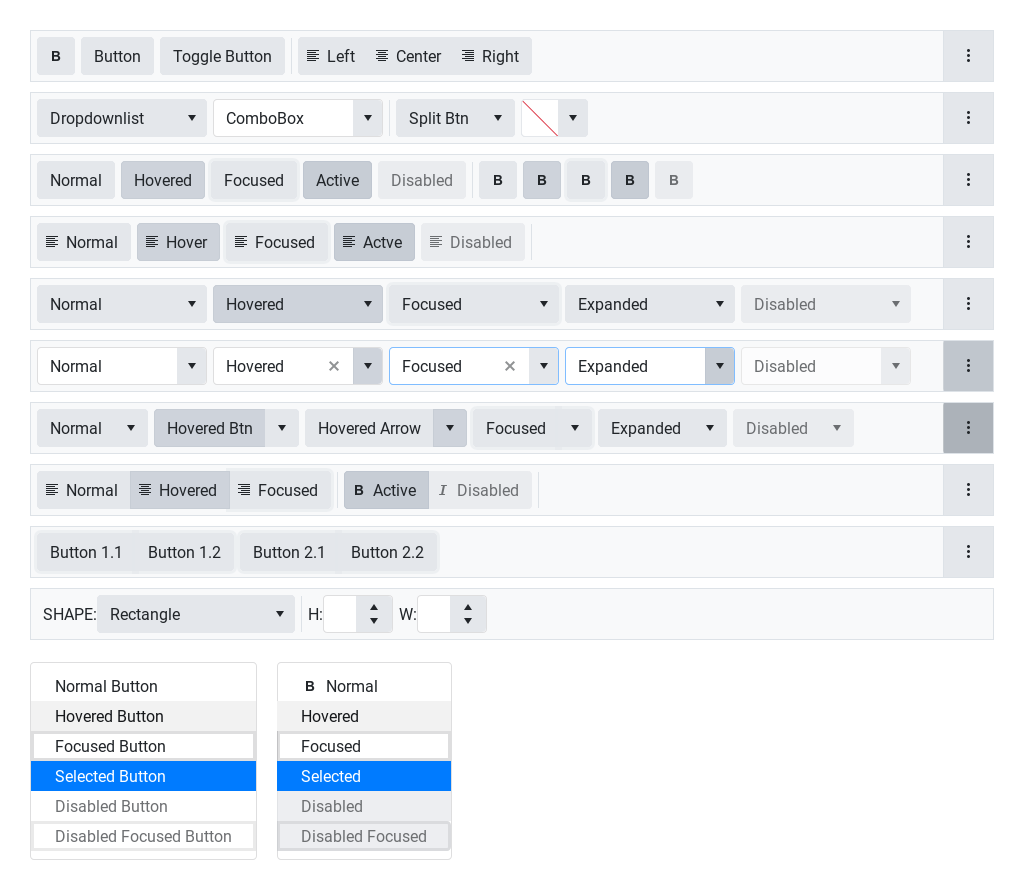 B Button Toggle Button Left Center Right
Dropdownlist ComboBox Split Btn
Normal Hovered Focused Active Disabled B B B B B
Normal Hover Focused Actve Disabled
Normal Hovered Focused Expanded Disabled
Normal Hovered Focused Expanded Disabled
Normal Hovered Btn Hovered Arrow Focused Expanded Disabled
Normal Hovered Focused B Active I Disabled
Button 1.1 Button 1.2 Button 2.1 Button 2.2
SHAPE: Rectangle H: W:
Normal Button
Hovered Button
Focused Button
Selected Button
Disabled Button
Disabled Focused Button
B Normal
Hovered
Focused
Selected
Disabled
Disabled Focused